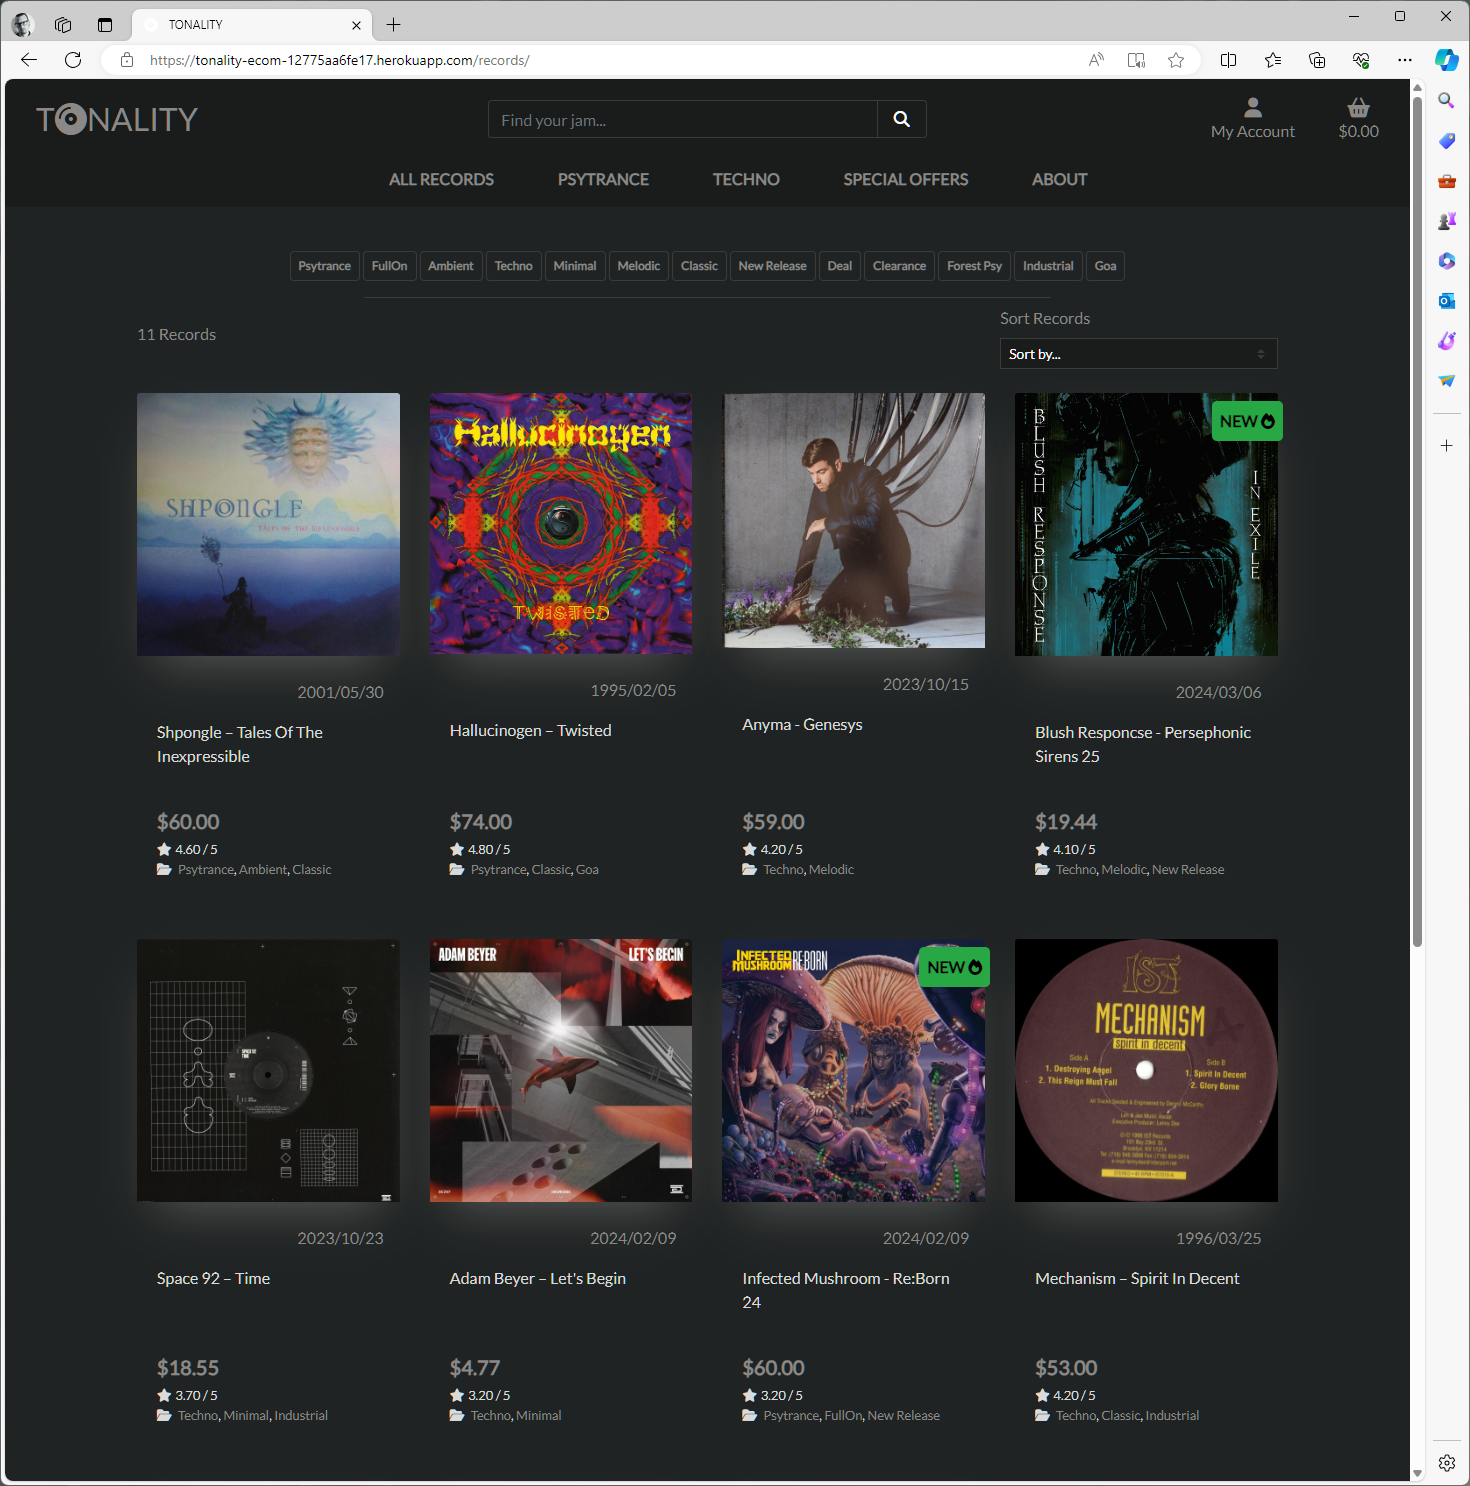 TONALITY
https://tonality-ecom-12775aa6fe17.herokuapp.com/records/
TONALITY
Find your jam...
My Account
$0.00
ALL RECORDS PSYTRANCE TECHNO SPECIAL OFFERS ABOUT
Psytrance FullOn Ambient Techno Minimal Melodic Classic New Release Deal Clearance Forest Psy Industrial Goa
11 Records
Sort Records
Sort by...
SHPONGLE
TALES OF THE INEXPRESSIBLE
2001/05/30
Shpongle – Tales Of The
Inexpressible
$60.00
4.60 / 5
Psytrance, Ambient, Classic
Hallucinogen
TWISTED
1995/02/05
Hallucinogen – Twisted
$74.00
4.80 / 5
Psytrance, Classic, Goa
2023/10/15
Anyma - Genesys
$59.00
4.20 / 5
Techno, Melodic
BLUSH RESPONSE
IN EXILE
NEW
2024/03/06
Blush Responcse - Persephonic
Sirens 25
$19.44
4.10 / 5
Techno, Melodic, New Release
SPACE 92
TIME
2023/10/23
Space 92 – Time
$18.55
3.70 / 5
Techno, Minimal, Industrial
ADAM BEYER LET'S BEGIN
2024/02/09
Adam Beyer – Let's Begin
$4.77
3.20 / 5
Techno, Minimal
INFECTED
MUSHROOM RE:BORN
NEW
2024/02/09
Infected Mushroom - Re:Born
24
$60.00
3.20 / 5
Psytrance, FullOn, New Release
IST
MECHANISM
spirit in decent
Side A
1. Destroying Angel
2. This Reign Must Fall
Side B
1. Spirit In Decent
2. Glory Borne
1996/03/25
Mechanism – Spirit In Decent
$53.00
4.20 / 5
Techno, Classic, Industrial